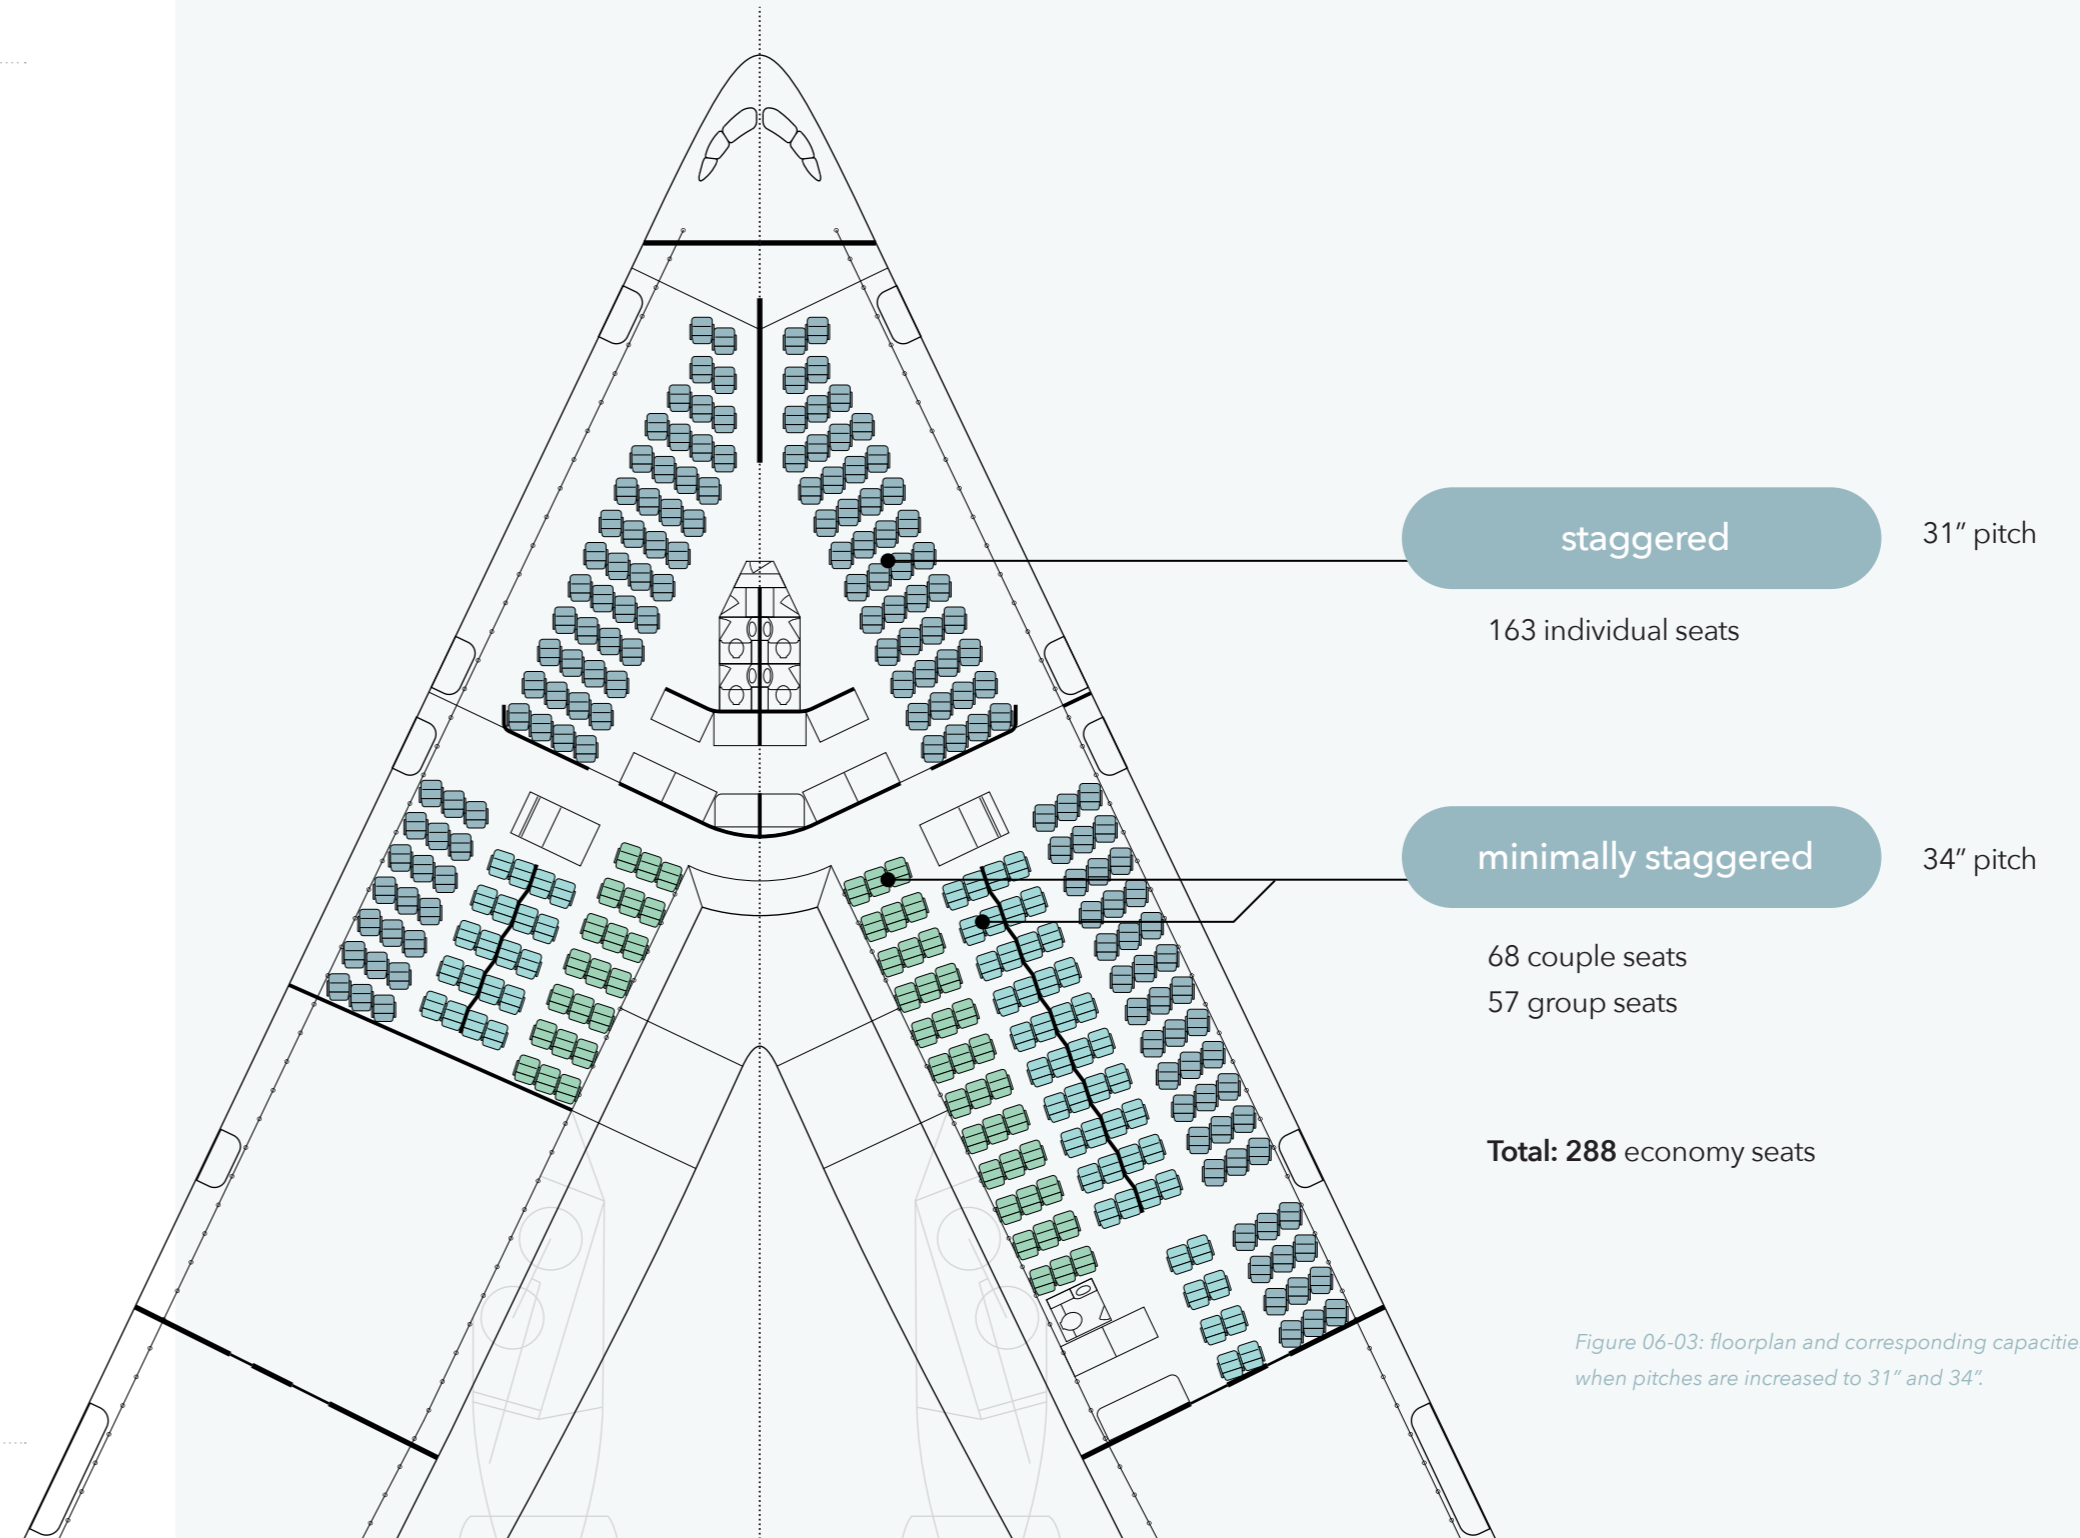 staggered
31” pitch
163 individual seats
minimally staggered
34” pitch
68 couple seats
57 group seats
Total: 288 economy seats
Figure 06-03: floorplan and corresponding capacitie
when pitches are increased to 31” and 34”.